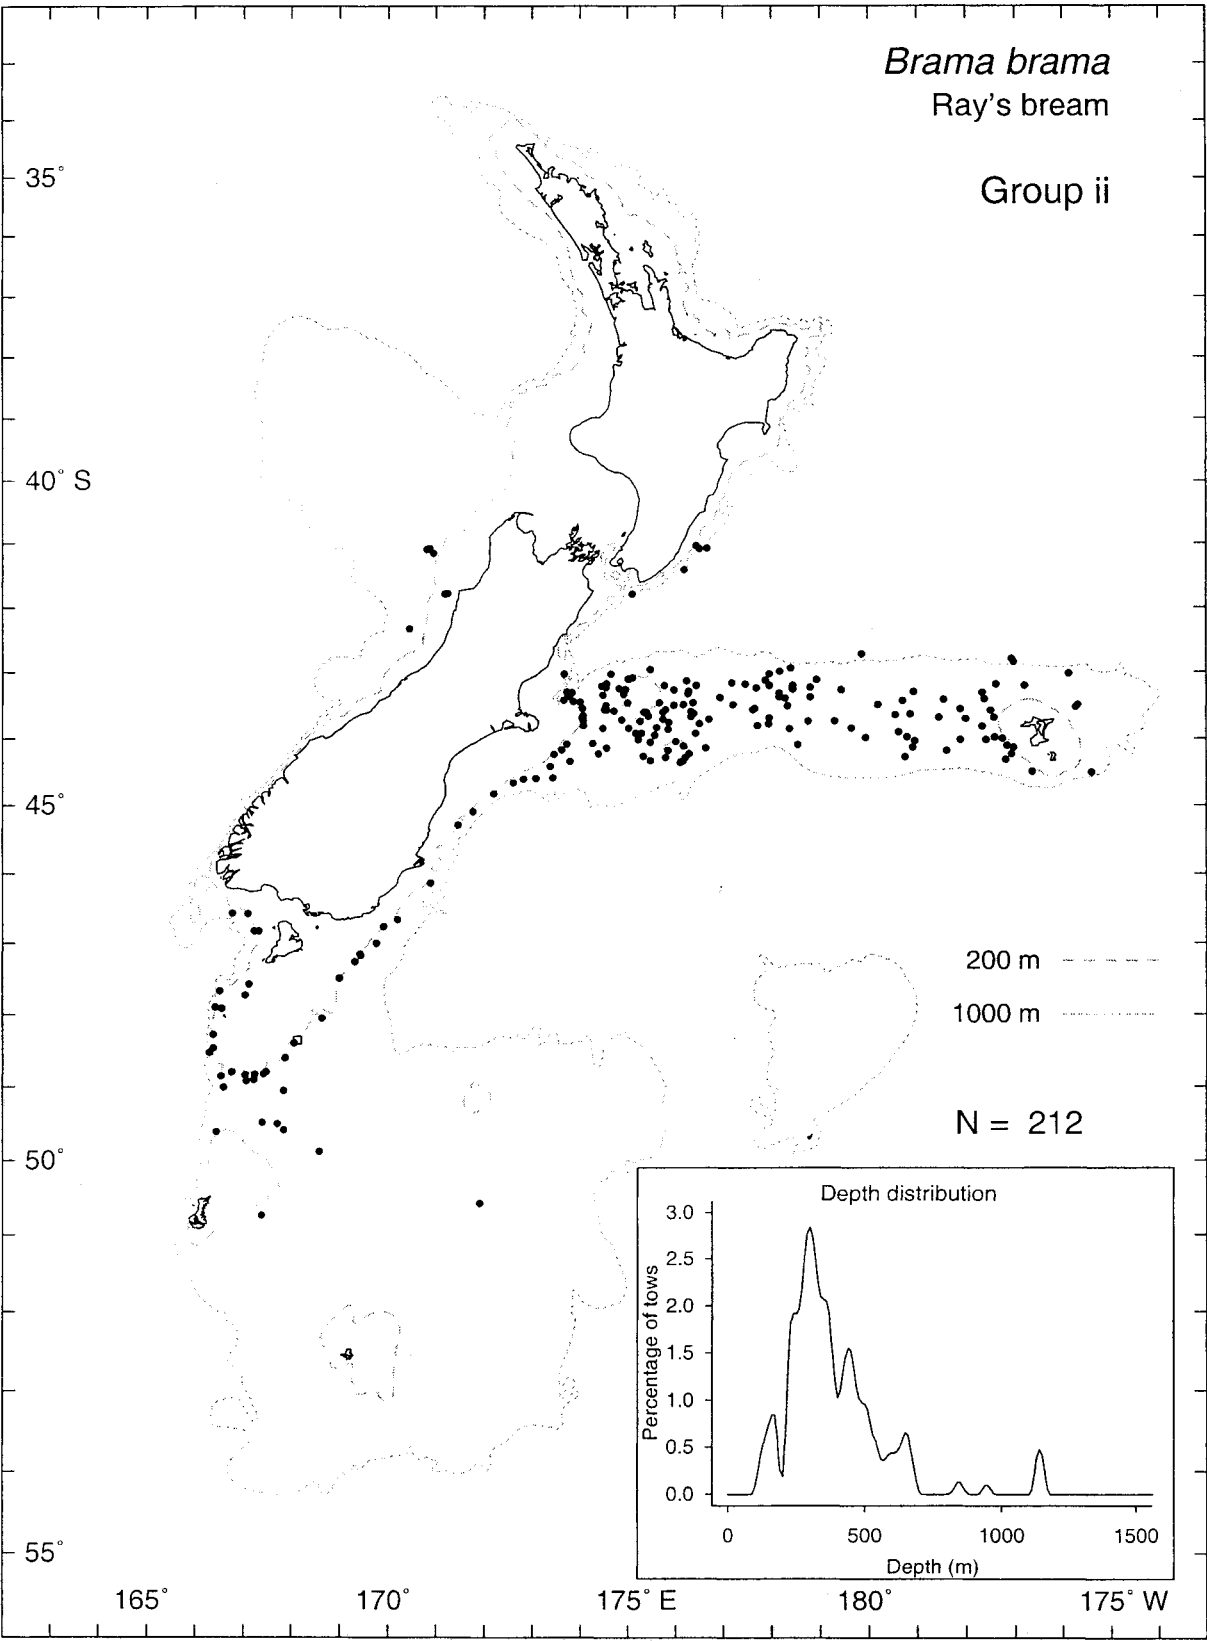 Brama brama
Ray's bream
Group ii
35°
40° S
45°
50°
55°
200 m
1000 m
N = 212
Depth distribution
Percentage of tows
3.0
2.5
2.0
1.5
1.0
0.5
0.0
0
500
1000
1500
Depth (m)
165°
170°
175° E
180°
175° W